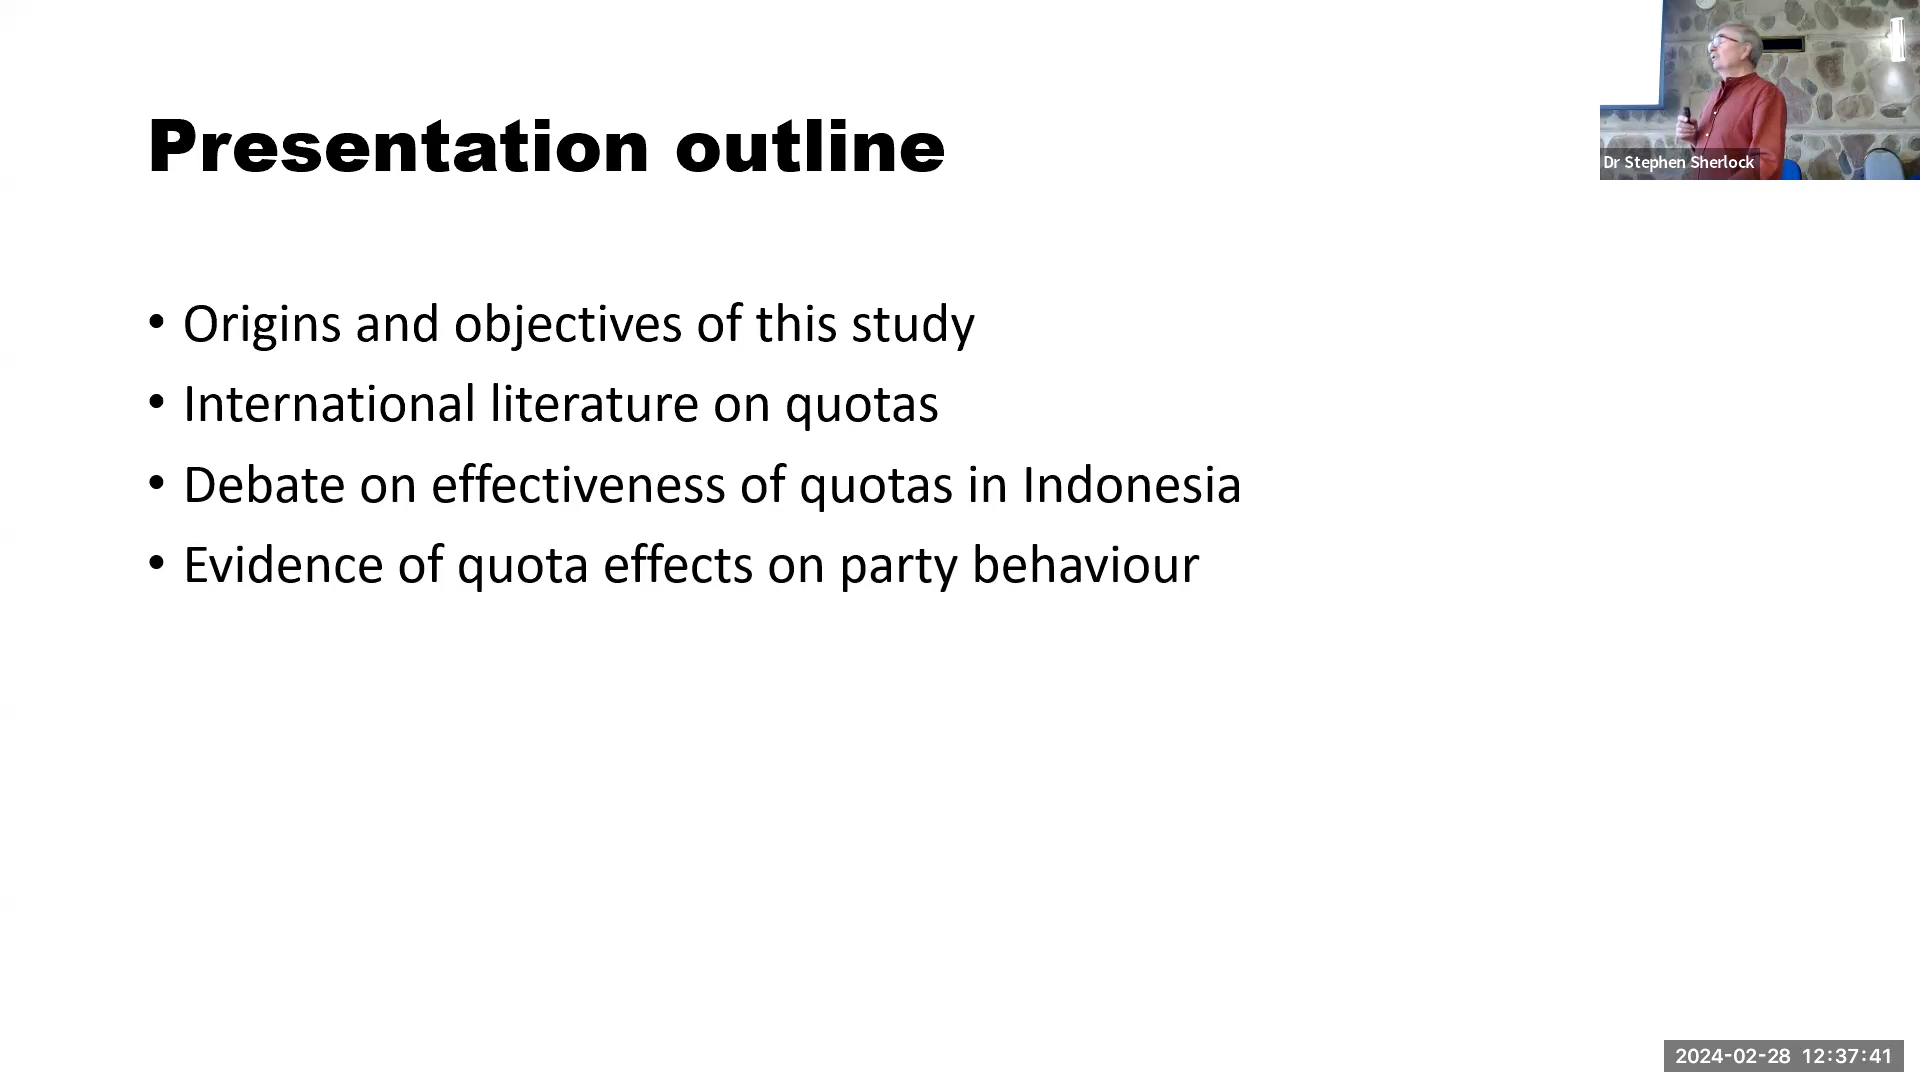 Presentation outline
Dr Stephen Sherlock
• Origins and objectives of this study
• International literature on quotas
• Debate on effectiveness of quotas in Indonesia
• Evidence of quota effects on party behaviour
2024-02-28 12:37:41